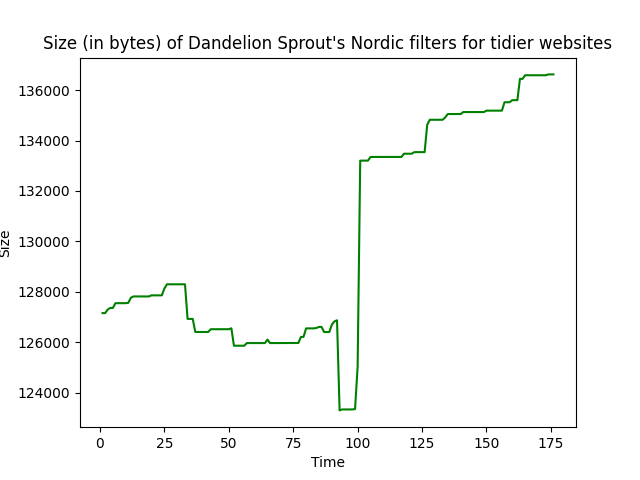 Size (in bytes) of Dandelion Sprout's Nordic filters for tidier websites
136000
134000
132000
130000
128000
126000
124000
Size
0 25 50 75 100 125 150 175
Time